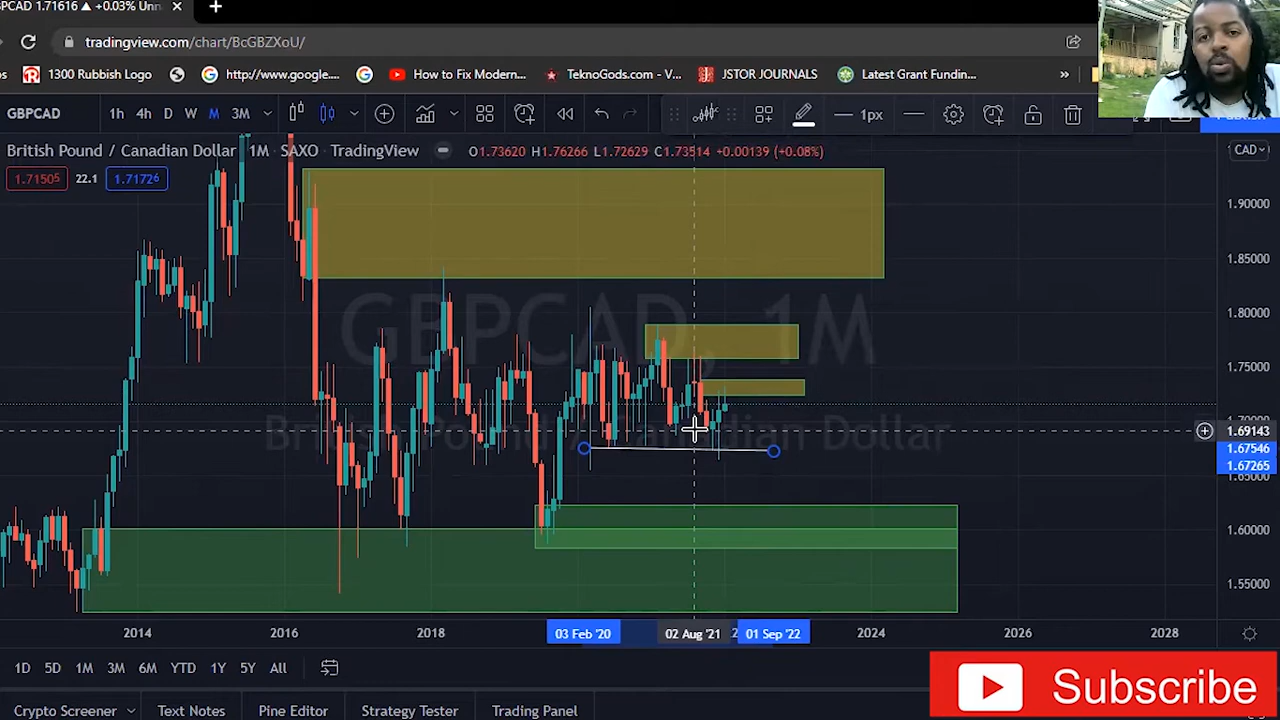 PCAD 1.71616 ▲ +0.03% Unn
tradingview.com/chart/BcGBZXoU/
1300 Rubbish Logo
http://www.google....
How to Fix Modern...
TeknoGods.com - V...
JSTOR JOURNALS
Latest Grant Fundin...
»
GBPCAD 1h 4h D W M 3M 1px
British Pound / Canadian Dollar 1M SAXO TradingView O1.73620 H1.76266 L1.72629 C1.73514 +0.00139 (+0.08%)
CAD
1.71505 22.1 1.71726
1.90000
1.85000
1.80000
GBPCAD, 1M
1.75000
British Pound / Canadian Dollar
1.69143
1.67546
1.67265
1.60000
1.55000
2014 2016 2018 03 Feb '20 02 Aug '21 01 Sep '22 2024 2026 2028
1D 5D 1M 3M 6M YTD 1Y 5Y All
Subscribe
Crypto Screener Text Notes Pine Editor Strategy Tester Trading Panel